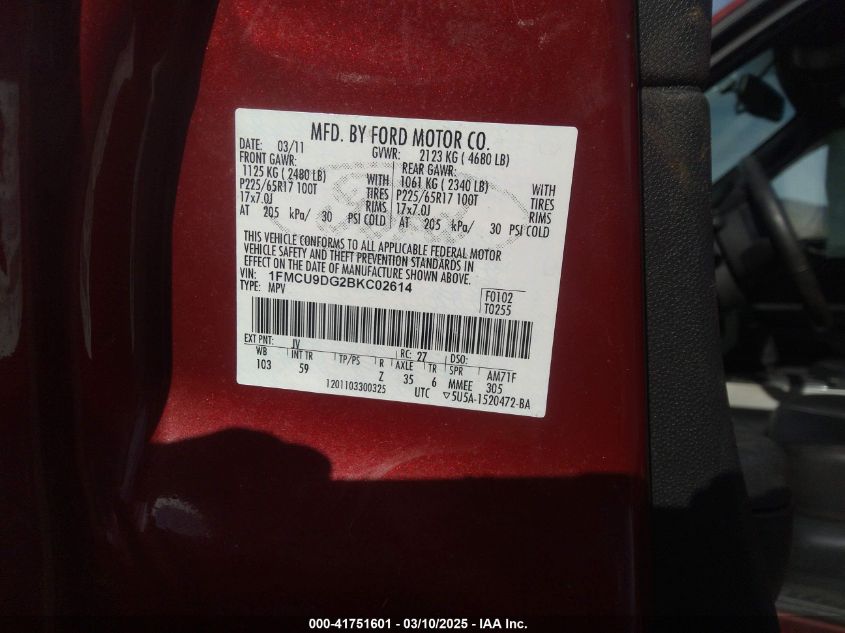 MFD. BY FORD MOTOR CO.
DATE: 03/11 GVWR: 2123 KG ( 4680 LB)
FRONT GAWR: REAR GAWR:
1125 KG ( 2480 LB) WITH 1061 KG ( 2340 LB) WITH
P225/65R17 100T TIRES P225/65R17 100T TIRES
17x7.0J RIMS 17x7.0J RIMS
AT 205 kPa/ 30 PSI COLD AT 205 kPa/ 30 PSI COLD
THIS VEHICLE CONFORMS TO ALL APPLICABLE FEDERAL MOTOR
VEHICLE SAFETY AND THEFT PREVENTION STANDARDS IN
EFFECT ON THE DATE OF MANUFACTURE SHOWN ABOVE.
VIN: 1FMCU9DG2BKC02614
TYPE: MPV
F0102
T0255
EXT PNT: JV RC: 27 DSO:
WB INT TR TP/PS R AXLE TR SPR AM71F
103 59 Z 35 6 MMEE 305
1201103300325 UTC ▽5U5A-1520472-BA
000-41751601 — 03/10/2025 — IAA Inc.